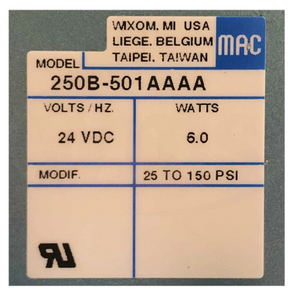 WIXOM, MI USA
LIEGE, BELGIUM
TAIPEI, TAIWAN
MAC
MODEL
250B-501AAAA
VOLTS / HZ. WATTS
24 VDC 6.0
MODIF. 25 TO 150 PSI
RU